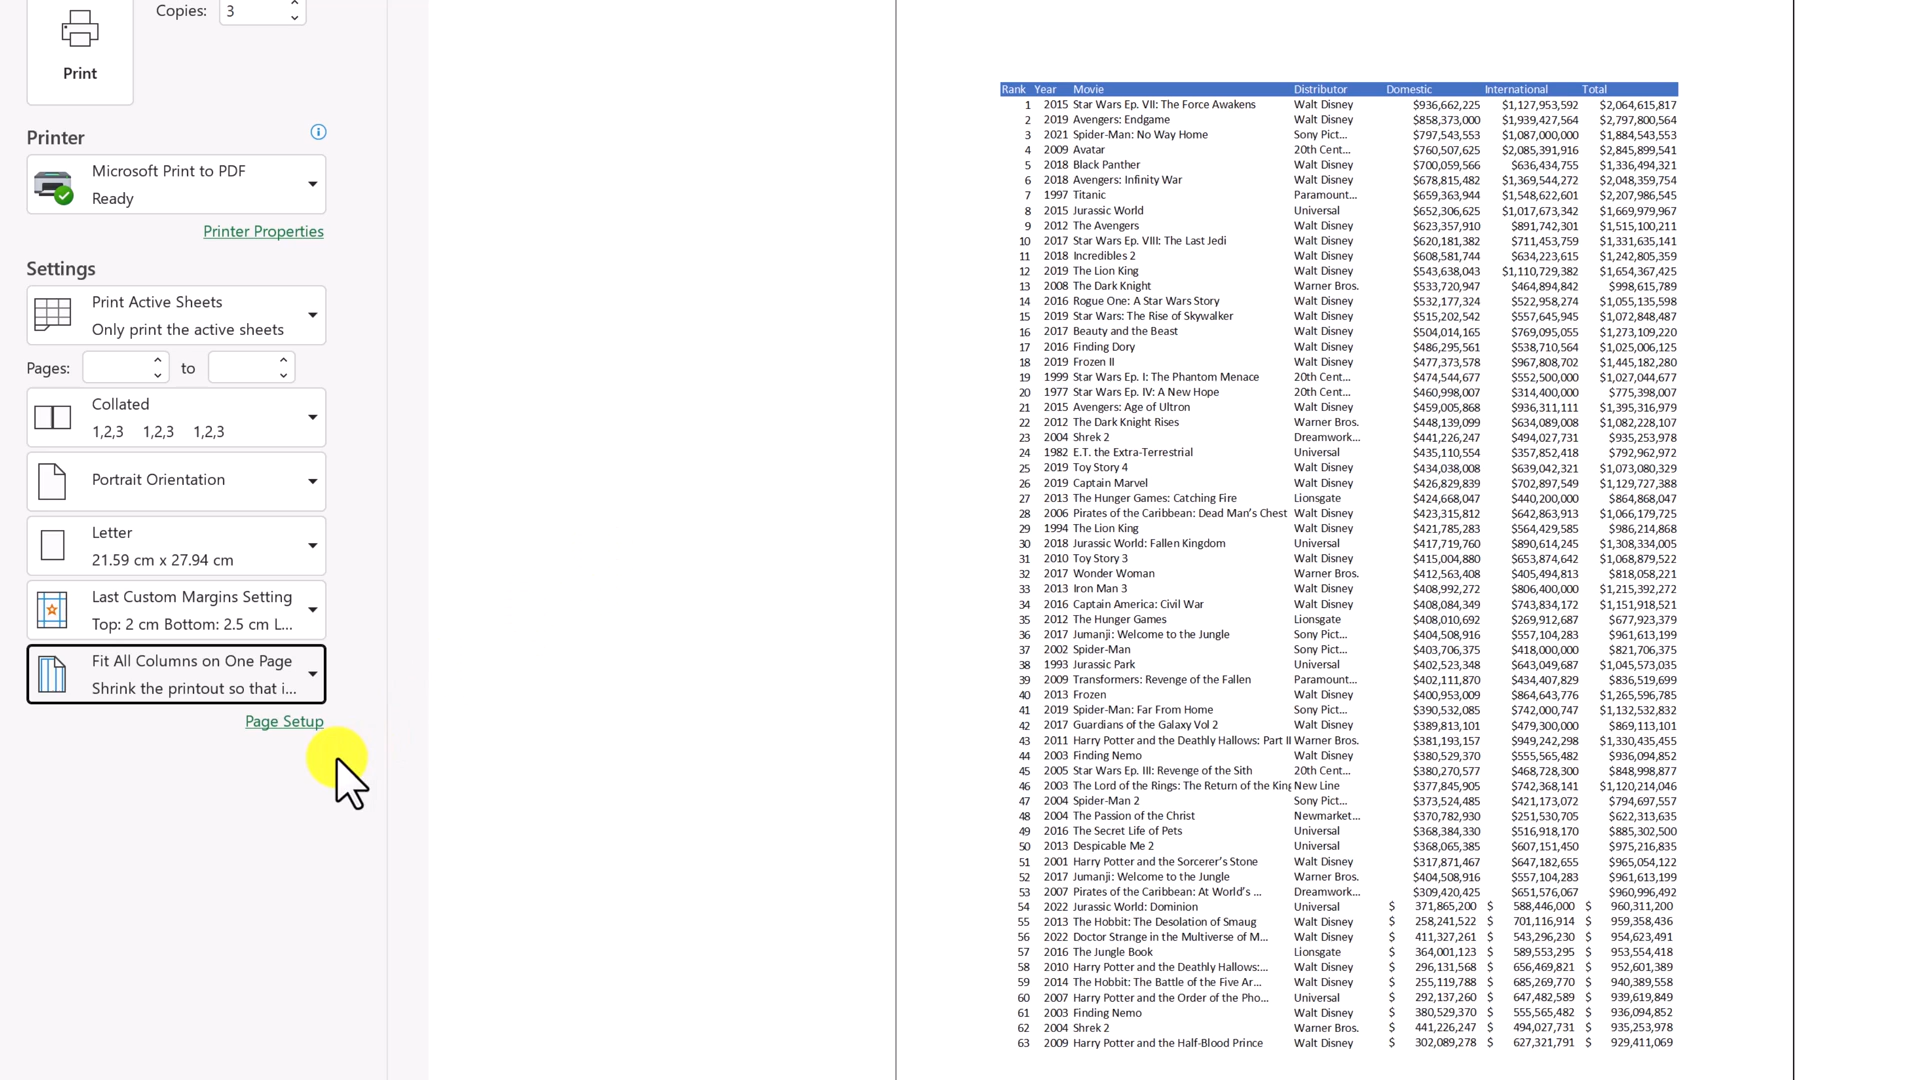 Copies: 3
Print
Printer
Microsoft Print to PDF
Ready
Printer Properties
Settings
Print Active Sheets
Only print the active sheets
Pages: to
Collated
1,2,3 1,2,3 1,2,3
Portrait Orientation
Letter
21.59 cm x 27.94 cm
Last Custom Margins Setting
Top: 2 cm Bottom: 2.5 cm L...
Fit All Columns on One Page
Shrink the printout so that i...
Page Setup
Rank Year Movie Distributor Domestic International Total
1 2015 Star Wars Ep. VII: The Force Awakens Walt Disney $936,662,225 $1,127,953,592 $2,064,615,817
2 2019 Avengers: Endgame Walt Disney $858,373,000 $1,939,427,564 $2,797,800,564
3 2021 Spider-Man: No Way Home Sony Pict... $797,543,553 $1,087,000,000 $1,884,543,553
4 2009 Avatar 20th Cent... $760,507,625 $2,085,391,916 $2,845,899,541
5 2018 Black Panther Walt Disney $700,059,566 $636,434,755 $1,336,494,321
6 2018 Avengers: Infinity War Walt Disney $678,815,482 $1,369,544,272 $2,048,359,754
7 1997 Titanic Paramount... $659,363,944 $1,548,622,601 $2,207,986,545
8 2015 Jurassic World Universal $652,306,625 $1,017,673,342 $1,669,979,967
9 2012 The Avengers Walt Disney $623,357,910 $891,742,301 $1,515,100,211
10 2017 Star Wars Ep. VIII: The Last Jedi Walt Disney $620,181,382 $711,453,759 $1,331,635,141
11 2018 Incredibles 2 Walt Disney $608,581,744 $634,223,615 $1,242,805,359
12 2019 The Lion King Walt Disney $543,638,043 $1,110,729,382 $1,654,367,425
13 2008 The Dark Knight Warner Bros. $533,720,947 $464,894,842 $998,615,789
14 2016 Rogue One: A Star Wars Story Walt Disney $532,177,324 $522,958,274 $1,055,135,598
15 2019 Star Wars: The Rise of Skywalker Walt Disney $515,202,542 $557,645,945 $1,072,848,487
16 2017 Beauty and the Beast Walt Disney $504,014,165 $769,095,055 $1,273,109,220
17 2016 Finding Dory Walt Disney $486,295,561 $538,710,564 $1,025,006,125
18 2019 Frozen II Walt Disney $477,373,578 $967,808,702 $1,445,182,280
19 1999 Star Wars Ep. I: The Phantom Menace 20th Cent... $474,544,677 $552,500,000 $1,027,044,677
20 1977 Star Wars Ep. IV: A New Hope 20th Cent... $460,998,007 $314,400,000 $775,398,007
21 2015 Avengers: Age of Ultron Walt Disney $459,005,868 $936,311,111 $1,395,316,979
22 2012 The Dark Knight Rises Warner Bros. $448,139,099 $634,089,008 $1,082,228,107
23 2004 Shrek 2 Dreamwork... $441,226,247 $494,027,731 $935,253,978
24 1982 E.T. the Extra-Terrestrial Universal $435,110,554 $357,852,418 $792,962,972
25 2019 Toy Story 4 Walt Disney $434,038,008 $639,042,321 $1,073,080,329
26 2019 Captain Marvel Walt Disney $426,829,839 $702,897,549 $1,129,727,388
27 2013 The Hunger Games: Catching Fire Lionsgate $424,668,047 $440,200,000 $864,868,047
28 2006 Pirates of the Caribbean: Dead Man's Chest Walt Disney $423,315,812 $642,863,913 $1,066,179,725
29 1994 The Lion King Walt Disney $421,785,283 $564,429,585 $986,214,868
30 2018 Jurassic World: Fallen Kingdom Universal $417,719,760 $890,614,245 $1,308,334,005
31 2010 Toy Story 3 Walt Disney $415,004,880 $653,874,642 $1,068,879,522
32 2017 Wonder Woman Warner Bros. $412,563,408 $405,494,813 $818,058,221
33 2013 Iron Man 3 Walt Disney $408,992,272 $806,400,000 $1,215,392,272
34 2016 Captain America: Civil War Walt Disney $408,084,349 $743,834,172 $1,151,918,521
35 2012 The Hunger Games Lionsgate $408,010,692 $269,912,687 $677,923,379
36 2017 Jumanji: Welcome to the Jungle Sony Pict... $404,508,916 $557,104,283 $961,613,199
37 2002 Spider-Man Sony Pict... $403,706,375 $418,000,000 $821,706,375
38 1993 Jurassic Park Universal $402,523,348 $643,049,687 $1,045,573,035
39 2009 Transformers: Revenge of the Fallen Paramount... $402,111,870 $434,407,829 $836,519,699
40 2013 Frozen Walt Disney $400,953,009 $864,643,776 $1,265,596,785
41 2019 Spider-Man: Far From Home Sony Pict... $390,532,085 $742,000,747 $1,132,532,832
42 2017 Guardians of the Galaxy Vol 2 Walt Disney $389,813,101 $479,300,000 $869,113,101
43 2011 Harry Potter and the Deathly Hallows: Part II Warner Bros. $381,193,157 $949,242,298 $1,330,435,455
44 2003 Finding Nemo Walt Disney $380,529,370 $555,565,482 $936,094,852
45 2005 Star Wars Ep. III: Revenge of the Sith 20th Cent... $380,270,577 $468,728,300 $848,998,877
46 2003 The Lord of the Rings: The Return of the King New Line $377,845,905 $742,368,141 $1,120,214,046
47 2004 Spider-Man 2 Sony Pict... $373,524,485 $421,173,072 $794,697,557
48 2004 The Passion of the Christ Newmarket... $370,782,930 $251,530,705 $622,313,635
49 2016 The Secret Life of Pets Universal $368,384,330 $516,918,170 $885,302,500
50 2013 Despicable Me 2 Universal $368,065,385 $607,151,450 $975,216,835
51 2001 Harry Potter and the Sorcerer's Stone Walt Disney $317,871,467 $647,182,655 $965,054,122
52 2017 Jumanji: Welcome to the Jungle Warner Bros. $404,508,916 $557,104,283 $961,613,199
53 2007 Pirates of the Caribbean: At World's ... Dreamwork... $309,420,425 $651,576,067 $960,996,492
54 2022 Jurassic World: Dominion Universal $ 371,865,200 $ 588,446,000 $ 960,311,200
55 2013 The Hobbit: The Desolation of Smaug Walt Disney $ 258,241,522 $ 701,116,914 $ 959,358,436
56 2022 Doctor Strange in the Multiverse of M... Walt Disney $ 411,327,261 $ 543,296,230 $ 954,623,491
57 2016 The Jungle Book Lionsgate $ 364,001,123 $ 589,553,295 $ 953,554,418
58 2010 Harry Potter and the Deathly Hallows:... Walt Disney $ 296,131,568 $ 656,469,821 $ 952,601,389
59 2014 The Hobbit: The Battle of the Five Ar... Walt Disney $ 255,119,788 $ 685,269,770 $ 940,389,558
60 2007 Harry Potter and the Order of the Pho... Universal $ 292,137,260 $ 647,482,589 $ 939,619,849
61 2003 Finding Nemo Walt Disney $ 380,529,370 $ 555,565,482 $ 936,094,852
62 2004 Shrek 2 Warner Bros. $ 441,226,247 $ 494,027,731 $ 935,253,978
63 2009 Harry Potter and the Half-Blood Prince Walt Disney $ 302,089,278 $ 627,321,791 $ 929,411,069